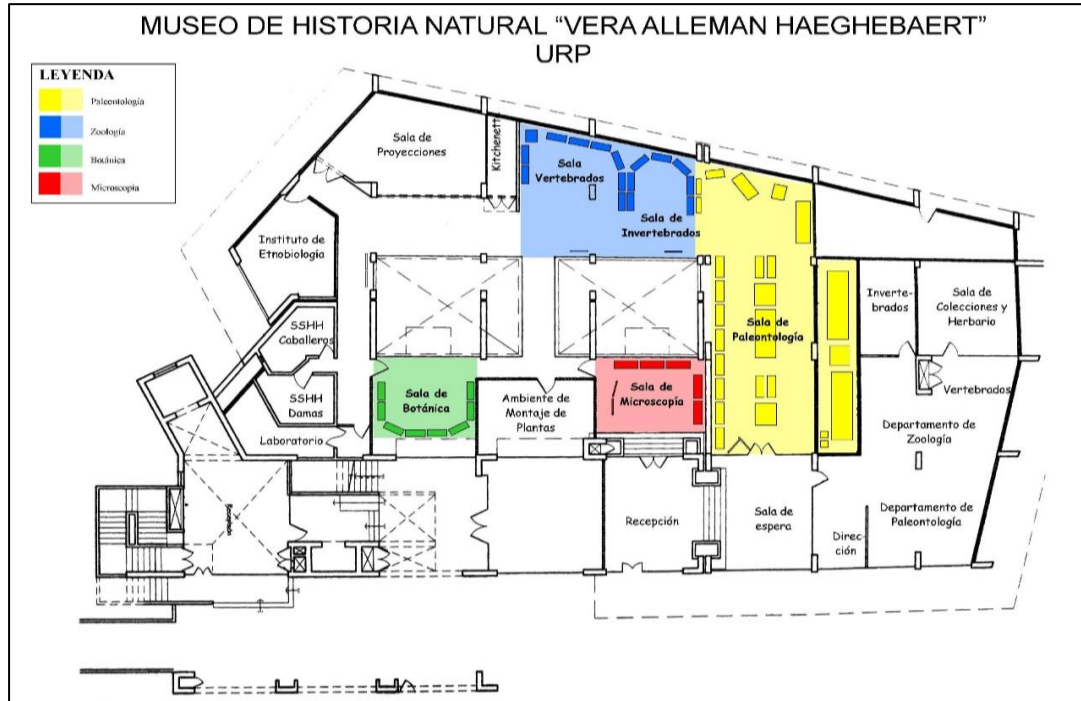 MUSEO DE HISTORIA NATURAL “VERA ALLEMAN HAEGHEBAERT”
URP
LEYENDA
Paleontología
Zoología
Botánica
Microscopia
Sala de
Proyecciones
Kitchenette
Sala
Vertebrados
Sala de
Invertebrados
Instituto de
Etnobiología
SSHH
Caballeros
SSHH
Damas
Laboratorio
Sala de
Botánica
Ambiente de
Montaje de
Plantas
Sala de
Microscopía
Sala de
Paleontología
Inverte-
brados
Sala de
Colecciones y
Herbario
Vertebrados
Departamento de
Zoología
Departamento de
Paleontología
Recepción
Sala de
espera
Direc-
ción